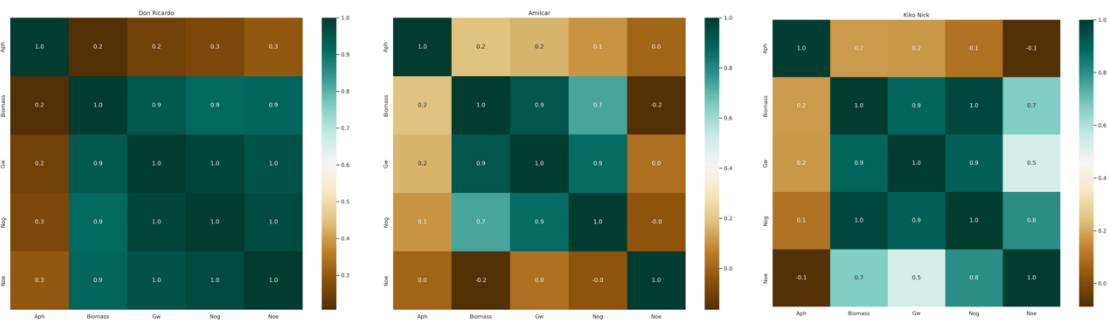 Don Ricardo
Aph 1.0 0.2 0.2 0.3 0.3
Biomass 0.2 1.0 0.9 0.9 0.9
Gw 0.2 0.9 1.0 1.0 1.0
Nog 0.3 0.9 1.0 1.0 1.0
Noe 0.3 0.9 1.0 1.0 1.0
Aph Biomass Gw Nog Noe
1.0
0.9
0.8
0.7
0.6
0.5
0.4
0.3
Amilcar
Aph 1.0 0.2 0.2 0.1 0.0
Biomass 0.2 1.0 0.9 0.7 -0.2
Gw 0.2 0.9 1.0 0.9 0.0
Nog 0.1 0.7 0.9 1.0 -0.0
Noe 0.0 -0.2 0.0 -0.0 1.0
Aph Biomass Gw Nog Noe
1.0
0.8
0.6
0.4
0.2
0.0
Kiko Nick
Aph 1.0 0.2 0.2 0.1 -0.1
Biomass 0.2 1.0 0.9 1.0 0.7
Gw 0.2 0.9 1.0 0.9 0.5
Nog 0.1 1.0 0.9 1.0 0.8
Noe -0.1 0.7 0.5 0.8 1.0
Aph Biomass Gw Nog Noe
1.0
0.8
0.6
0.4
0.2
0.0